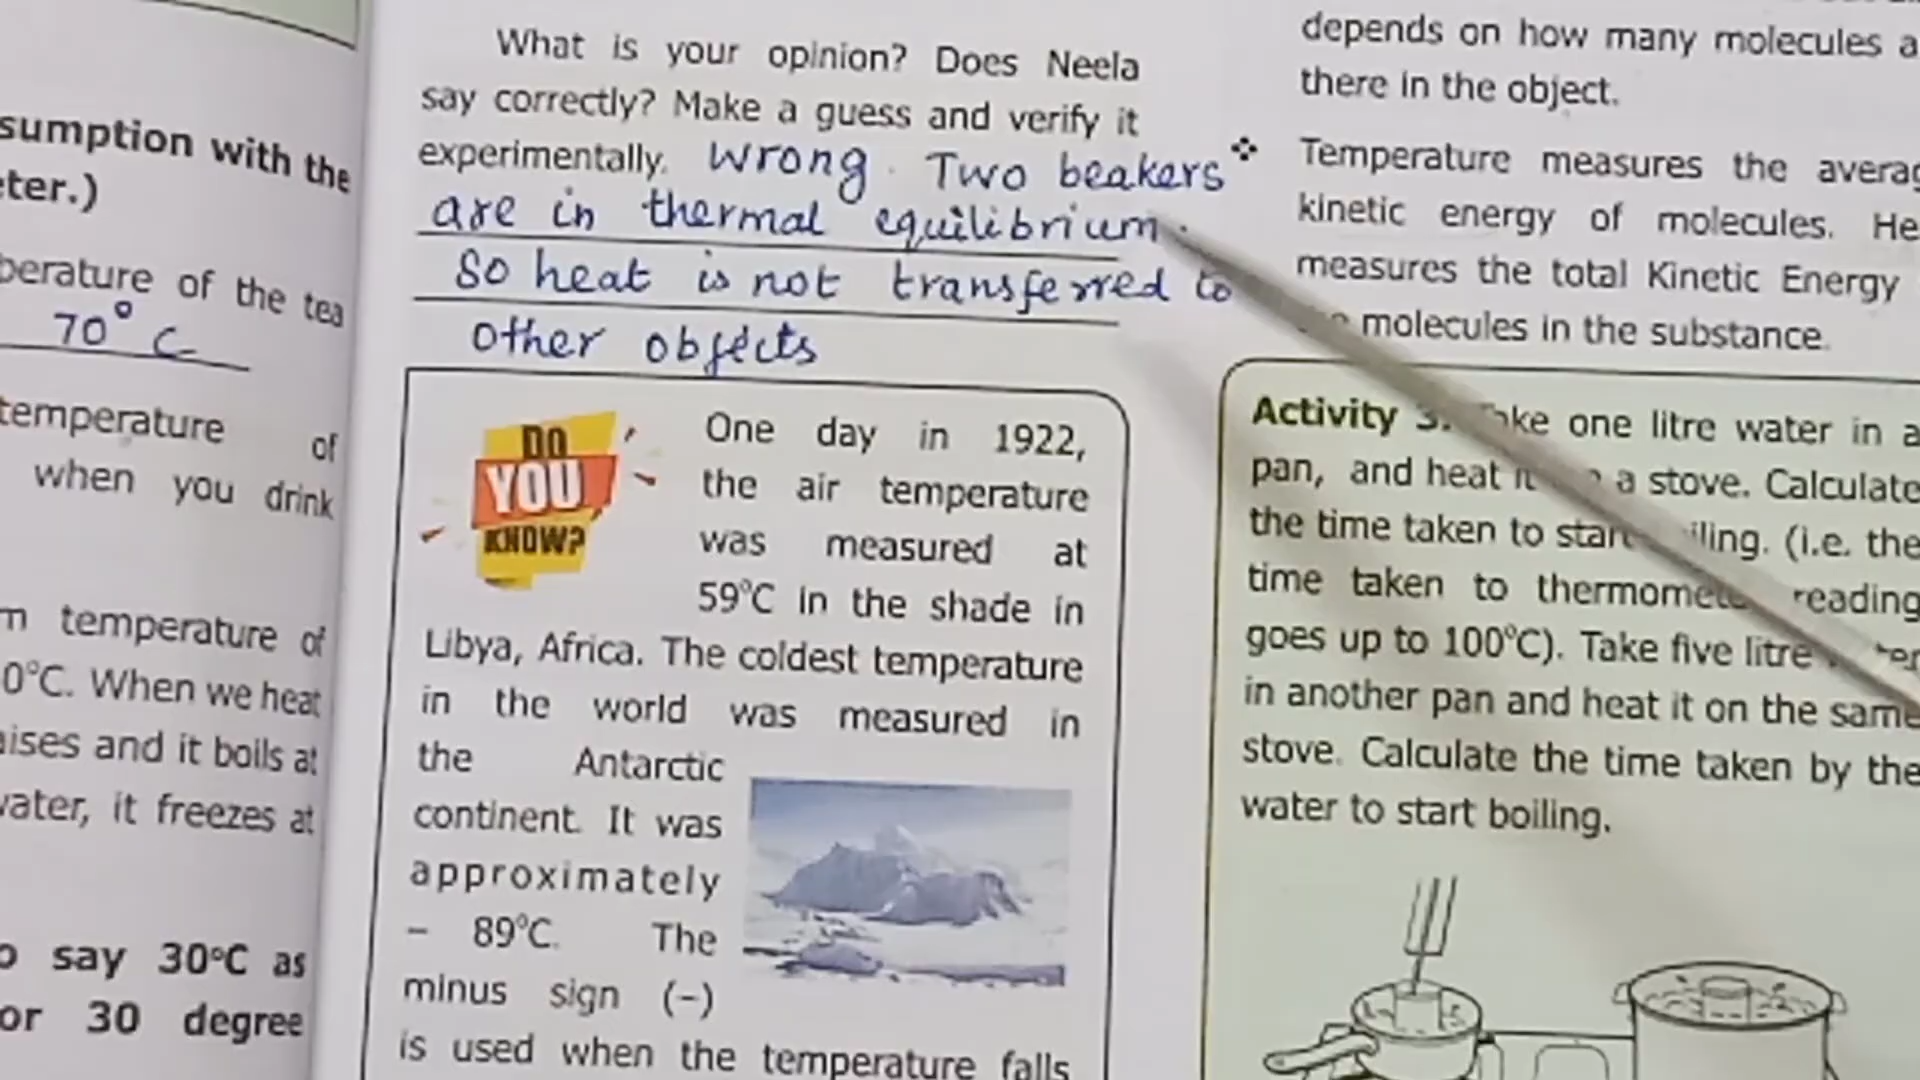 sumption with the
eter.)
perature of the tea
70° C
temperature of
when you drink
m temperature of
0°C. When we heat
aises and it boils at
vater, it freezes at
o say 30°C as
or 30 degree
What is your opinion? Does Neela
say correctly? Make a guess and verify it
experimentally. Wrong. Two beakers
are in thermal equilibrium.
So heat is not transferred to
other objects
DO
YOU
KNOW?
One day in 1922,
the air temperature
was measured at
59°C in the shade in
Libya, Africa. The coldest temperature
in the world was measured in
the Antarctic
continent. It was
approximately
– 89°C. The
minus sign (–)
is used when the temperature falls
depends on how many molecules a
there in the object.
❖ Temperature measures the averag
kinetic energy of molecules. He
measures the total Kinetic Energy
molecules in the substance.
Activity 3: Take one litre water in a
pan, and heat it a stove. Calculate
the time taken to start boiling. (i.e. the
time taken to thermometer reading
goes up to 100°C). Take five litre water
in another pan and heat it on the same
stove. Calculate the time taken by the
water to start boiling.